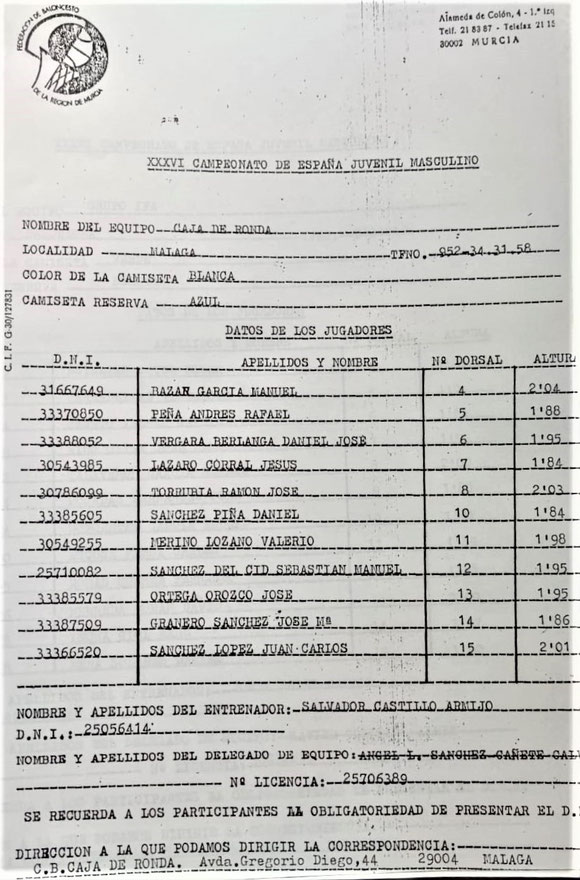 FEDERACION DE BALONCESTO
DE LA REGION DE MURCIA
Alameda de Colón, 4 - 1.º Izq
Telf. 21 83 87 - Telefax 21 15
30002 MURCIA
XXXVI CAMPEONATO DE ESPAÑA JUVENIL MASCULINO
NOMBRE DEL EQUIPO CAJA DE RONDA
LOCALIDAD MALAGA TFNO. 952-34.31.58
COLOR DE LA CAMISETA BLANCA
CAMISETA RESERVA AZUL
C. I. F. G-30/127831
DATOS DE LOS JUGADORES
D.N.I. APELLIDOS Y NOMBRE Nº DORSAL ALTURA
31667649 BAZAN GARCIA MANUEL 4 2'04
33370850 PEÑA ANDRES RAFAEL 5 1'88
33388052 VERGARA BERLANGA DANIEL JOSE 6 1'95
30543985 LAZARO CORRAL JESUS 7 1'84
30786099 TORRUBIA RAMON JOSE 8 2'03
33385605 SANCHEZ PIÑA DANIEL 10 1'84
30549255 MERINO LOZANO VALERIO 11 1'98
25710082 SANCHEZ DEL CID SEBASTIAN MANUEL 12 1'95
33385579 ORTEGA OROZCO JOSE 13 1'95
33387509 GRANERO SANCHEZ JOSE Mª 14 1'86
33366520 SANCHEZ LOPEZ JUAN-CARLOS 15 2'01
NOMBRE Y APELLIDOS DEL ENTRENADOR: SALVADOR CASTILLO ARMIJO
D.N.I.: 25056414
NOMBRE Y APELLIDOS DEL DELEGADO DE EQUIPO: ANGEL L. SANCHEZ CAÑETE CALV
Nº LICENCIA: 25706389
SE RECUERDA A LOS PARTICIPANTES LA OBLIGATORIEDAD DE PRESENTAR EL D.
DIRECCION A LA QUE PODAMOS DIRIGIR LA CORRESPONDENCIA:
C.B.CAJA DE RONDA. Avda.Gregorio Diego,44 29004 MALAGA